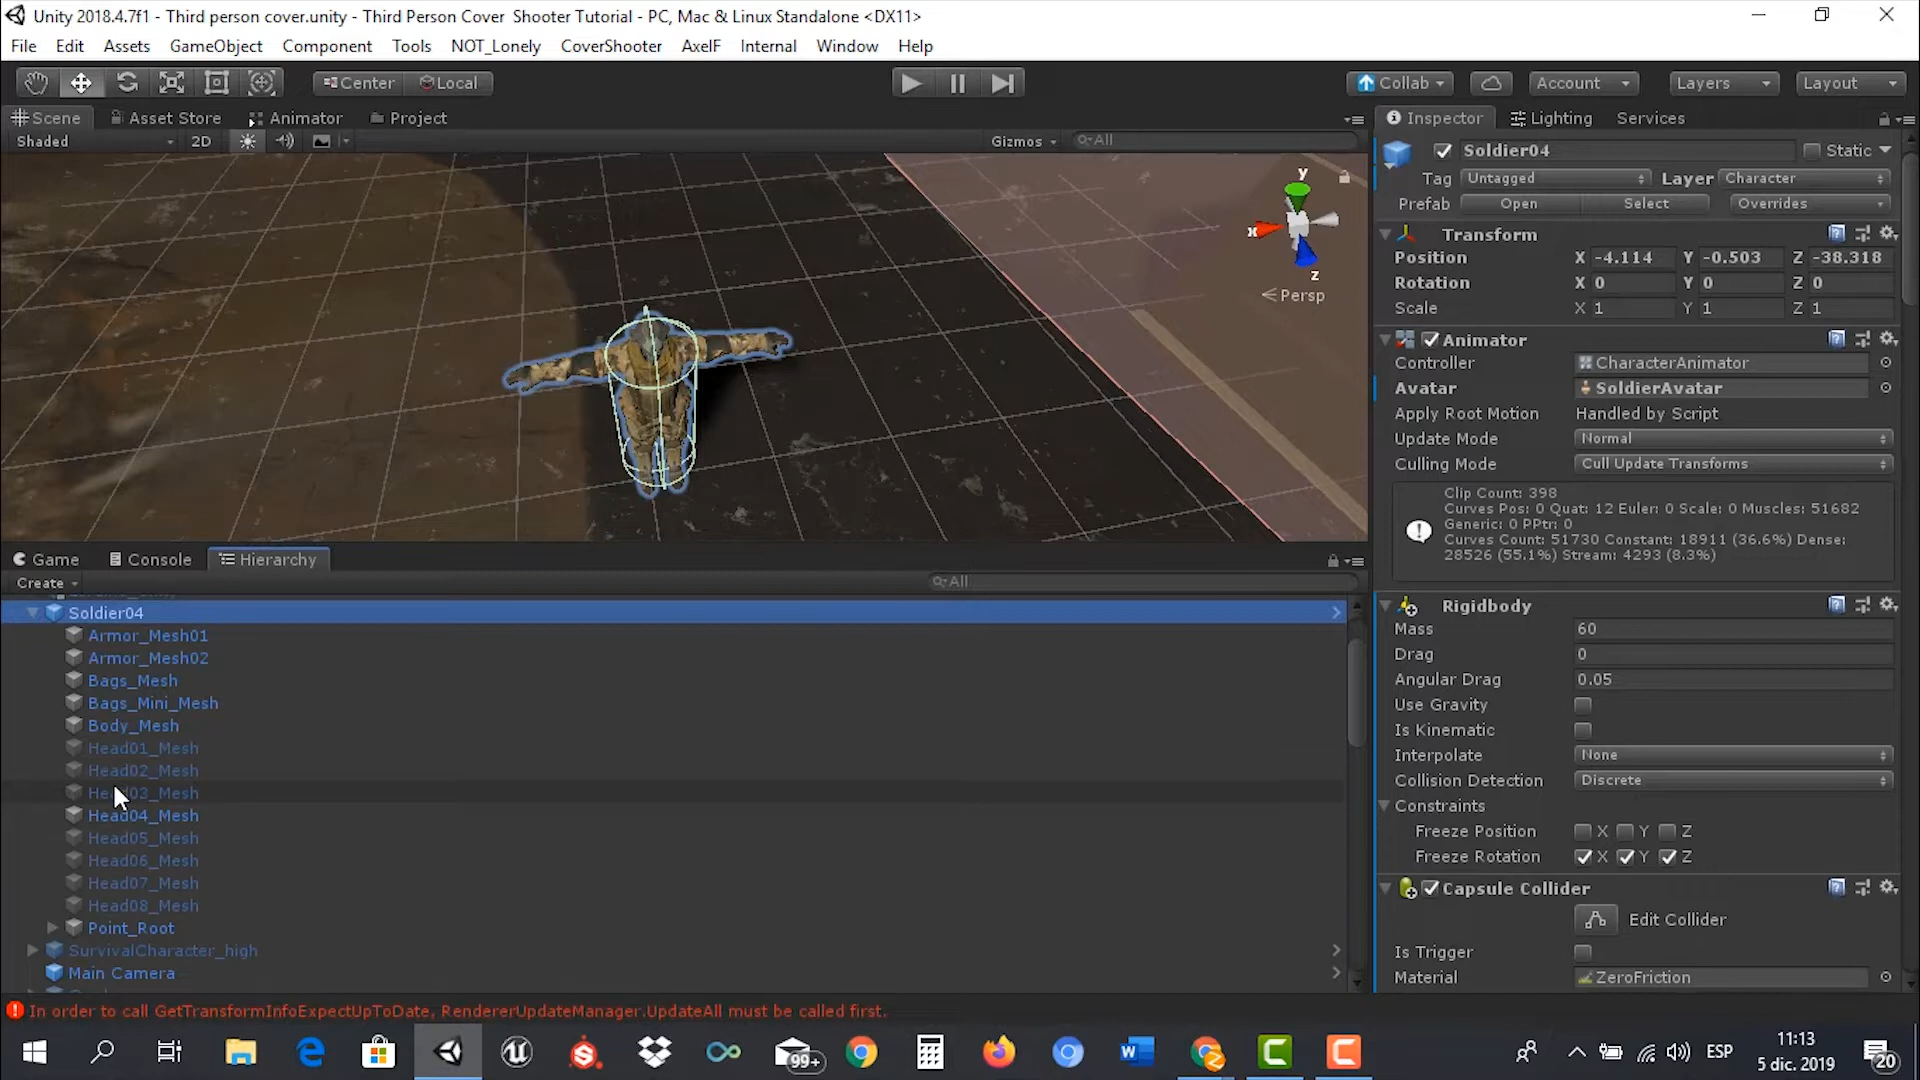 Unity 2018.4.7f1 - Third person cover.unity - Third Person Cover  Shooter Tutorial - PC, Mac & Linux Standalone <DX11>
File Edit Assets GameObject Component Tools NOT_Lonely CoverShooter AxelF Internal Window Help
Center Local Collab Account Layers Layout
Scene Asset Store Animator Project
Shaded 2D Gizmos All
y
x
z
Persp
Inspector Lighting Services
Soldier04 Static
Tag Untagged Layer Character
Prefab Open Select Overrides
Transform
Position X -4.114 Y -0.503 Z -38.318
Rotation X 0 Y 0 Z 0
Scale X 1 Y 1 Z 1
Animator
Controller CharacterAnimator
Avatar SoldierAvatar
Apply Root Motion Handled by Script
Update Mode Normal
Culling Mode Cull Update Transforms
Clip Count: 398
Curves Pos: 0 Quat: 12 Euler: 0 Scale: 0 Muscles: 51682
Generic: 0 PPtr: 0
Curves Count: 51730 Constant: 18911 (36.6%) Dense:
28526 (55.1%) Stream: 4293 (8.3%)
Rigidbody
Mass 60
Drag 0
Angular Drag 0.05
Use Gravity
Is Kinematic
Interpolate None
Collision Detection Discrete
Constraints
Freeze Position X Y Z
Freeze Rotation X Y Z
Capsule Collider
Edit Collider
Is Trigger
Material ZeroFriction
Game Console Hierarchy
Create All
Soldier04
Armor_Mesh01
Armor_Mesh02
Bags_Mesh
Bags_Mini_Mesh
Body_Mesh
Head01_Mesh
Head02_Mesh
Head03_Mesh
Head04_Mesh
Head05_Mesh
Head06_Mesh
Head07_Mesh
Head08_Mesh
Point_Root
SurvivalCharacter_high
Main Camera
In order to call GetTransformInfoExpectUpToDate, RendererUpdateManager.UpdateAll must be called first.
99+
ESP
11:13
5 dic. 2019
20